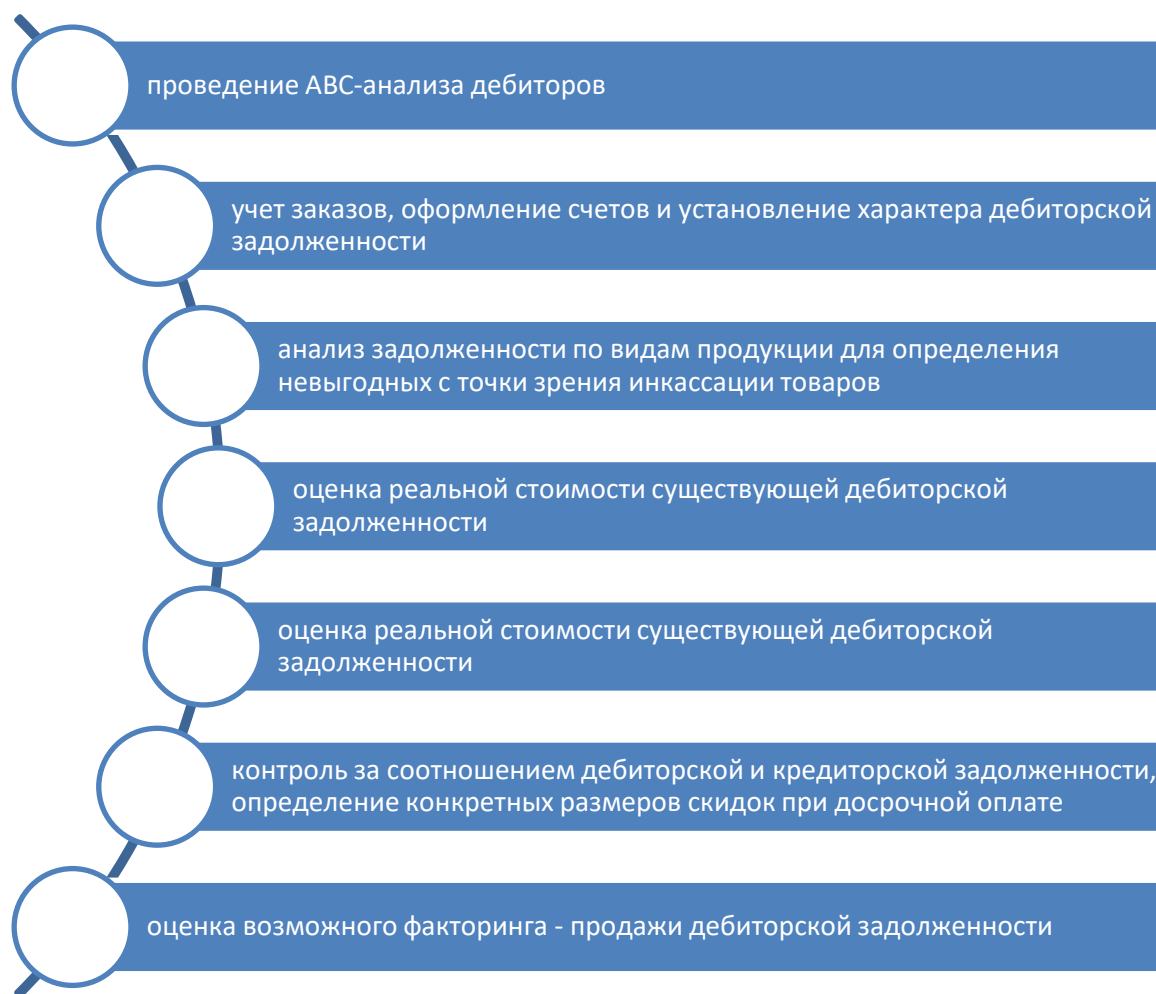 проведение АВС-анализа дебиторов
учет заказов, оформление счетов и установление характера дебиторской
задолженности
анализ задолженности по видам продукции для определения
невыгодных с точки зрения инкассации товаров
оценка реальной стоимости существующей дебиторской
задолженности
оценка реальной стоимости существующей дебиторской
задолженности
контроль за соотношением дебиторской и кредиторской задолженности,
определение конкретных размеров скидок при досрочной оплате
оценка возможного факторинга - продажи дебиторской задолженности